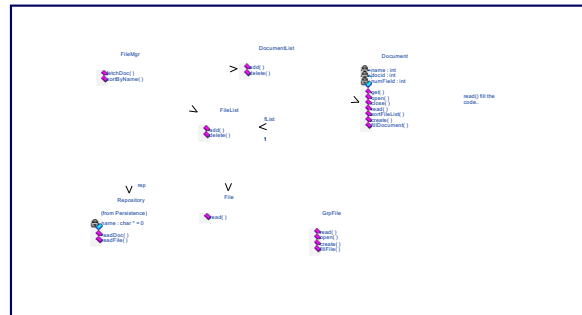 DocumentList
FileMgr
Document
add( )
delete( )
fetchDoc( )
sortByName( )
name : int
docid : int
numField : int
get( )
open( )
close( )
read( )
sortFileList( )
create( )
fillDocument( )
read() fill the
code..
FileList
fList
add( )
delete( )
1
rep
Repository
File
(from Persistence)
name : char * = 0
read( )
GrpFile
readDoc( )
readFile( )
read( )
open( )
create( )
fillFile( )